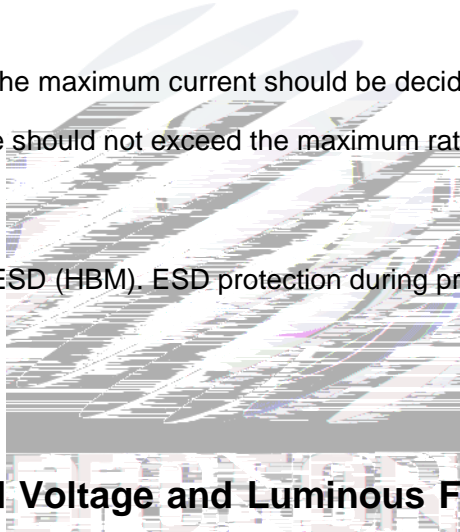 he maximum current should be decid
e should not exceed the maximum rat
ESD (HBM). ESD protection during pr
Voltage and Luminous F